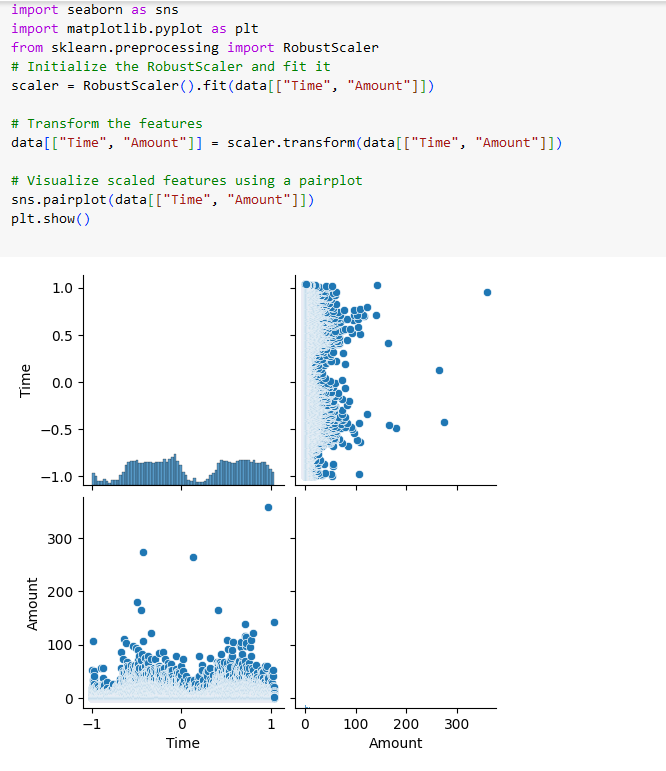 import seaborn as sns
import matplotlib.pyplot as plt
from sklearn.preprocessing import RobustScaler
# Initialize the RobustScaler and fit it
scaler = RobustScaler().fit(data[["Time", "Amount"]])
# Transform the features
data[["Time", "Amount"]] = scaler.transform(data[["Time", "Amount"]])
# Visualize scaled features using a pairplot
sns.pairplot(data[["Time", "Amount"]])
plt.show()
1.0
0.5
0.0
−0.5
−1.0
Time
300
200
100
0
Amount
−1 0 1
Time
0 100 200 300
Amount